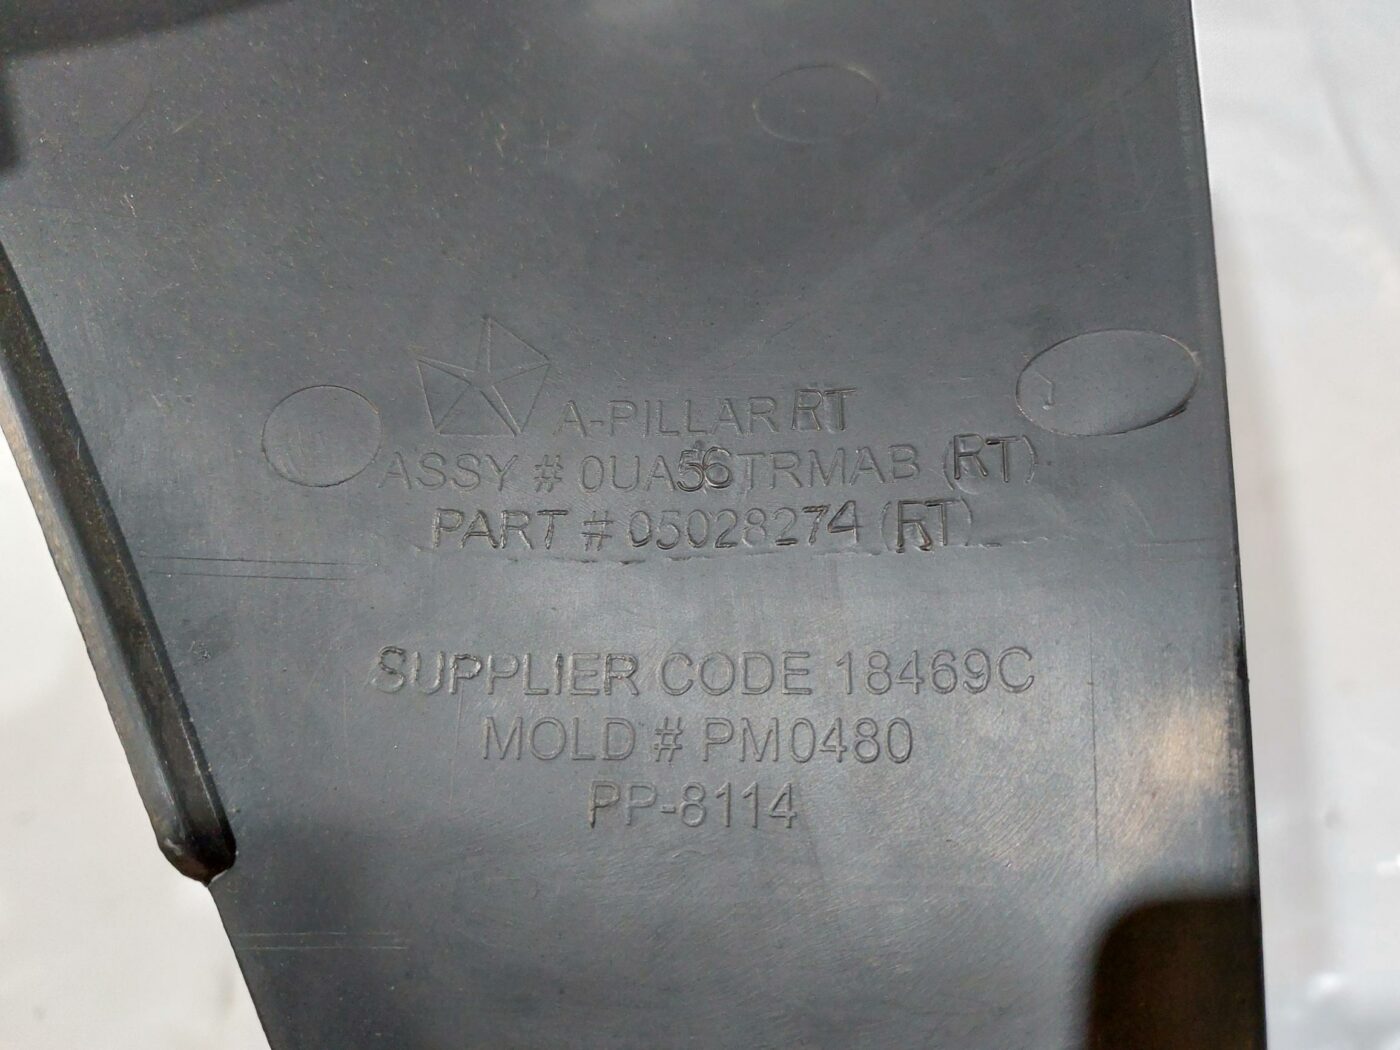 A-PILLAR RT
ASSY # 0UA56TRMAB (RT)
PART # 05028274 (RT)
SUPPLIER CODE 18469C
MOLD # PM0480
PP-8114